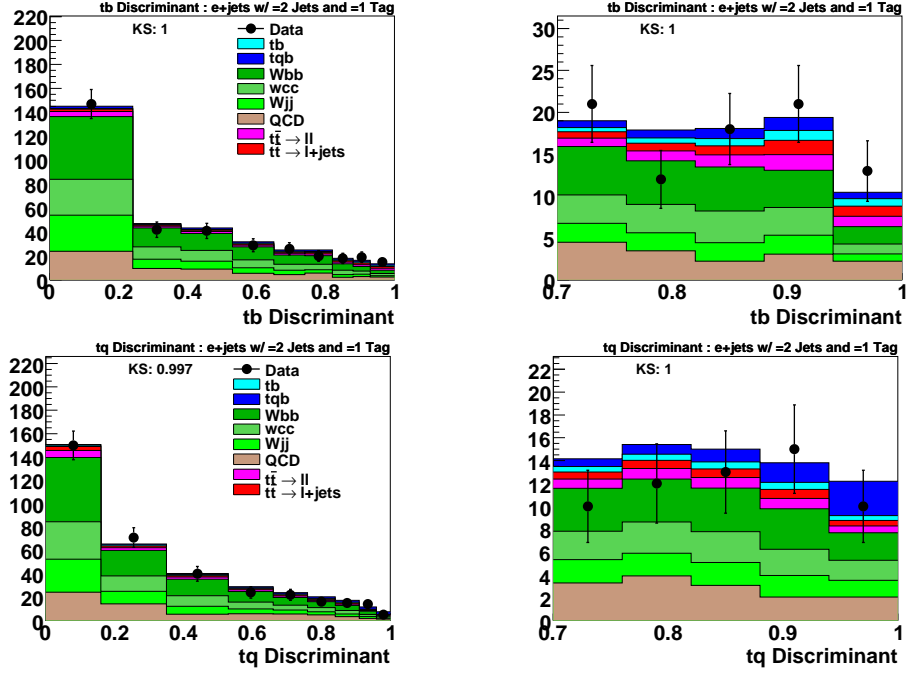 tb Discriminant : e+jets w/ =2 Jets and =1 Tag
KS: 1
Data
tb
tqb
Wbb
wcc
Wjj
QCD
tt̄ → ll
tt̄ → l+jets
220
200
180
160
140
120
100
80
60
40
20
0
0 0.2 0.4 0.6 0.8 1
tb Discriminant
tb Discriminant : e+jets w/ =2 Jets and =1 Tag
KS: 1
30
25
20
15
10
5
0
0.7 0.8 0.9 1
tb Discriminant
tq Discriminant : e+jets w/ =2 Jets and =1 Tag
KS: 0.997
Data
tb
tqb
Wbb
wcc
Wjj
QCD
tt̄ → ll
tt̄ → l+jets
220
200
180
160
140
120
100
80
60
40
20
0
0 0.2 0.4 0.6 0.8 1
tq Discriminant
tq Discriminant : e+jets w/ =2 Jets and =1 Tag
KS: 1
22
20
18
16
14
12
10
8
6
4
2
0
0.7 0.8 0.9 1
tq Discriminant